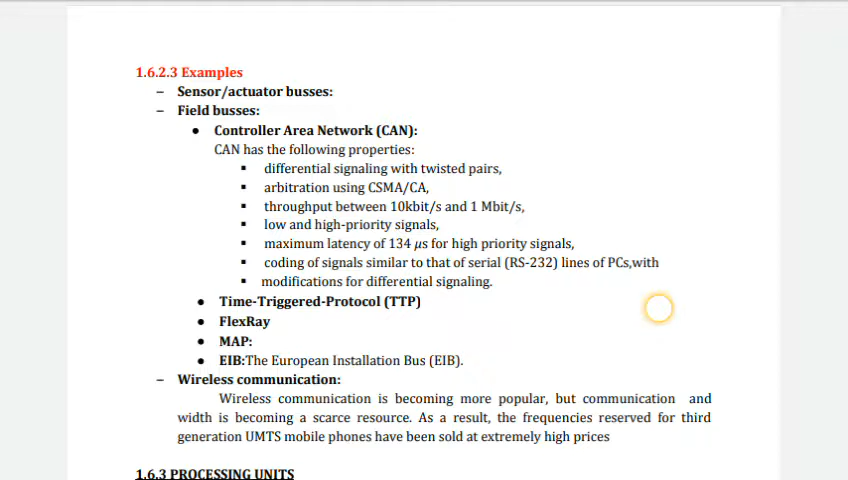 1.6.2.3 Examples
– Sensor/actuator busses:
– Field busses:
● Controller Area Network (CAN):
CAN has the following properties:
▪ differential signaling with twisted pairs,
▪ arbitration using CSMA/CA,
▪ throughput between 10kbit/s and 1 Mbit/s,
▪ low and high-priority signals,
▪ maximum latency of 134 μs for high priority signals,
▪ coding of signals similar to that of serial (RS-232) lines of PCs,with
▪ modifications for differential signaling.
● Time-Triggered-Protocol (TTP)
● FlexRay
● MAP:
● EIB:The European Installation Bus (EIB).
– Wireless communication:
Wireless communication is becoming more popular, but communication and
width is becoming a scarce resource. As a result, the frequencies reserved for third
generation UMTS mobile phones have been sold at extremely high prices
1.6.3 PROCESSING UNITS